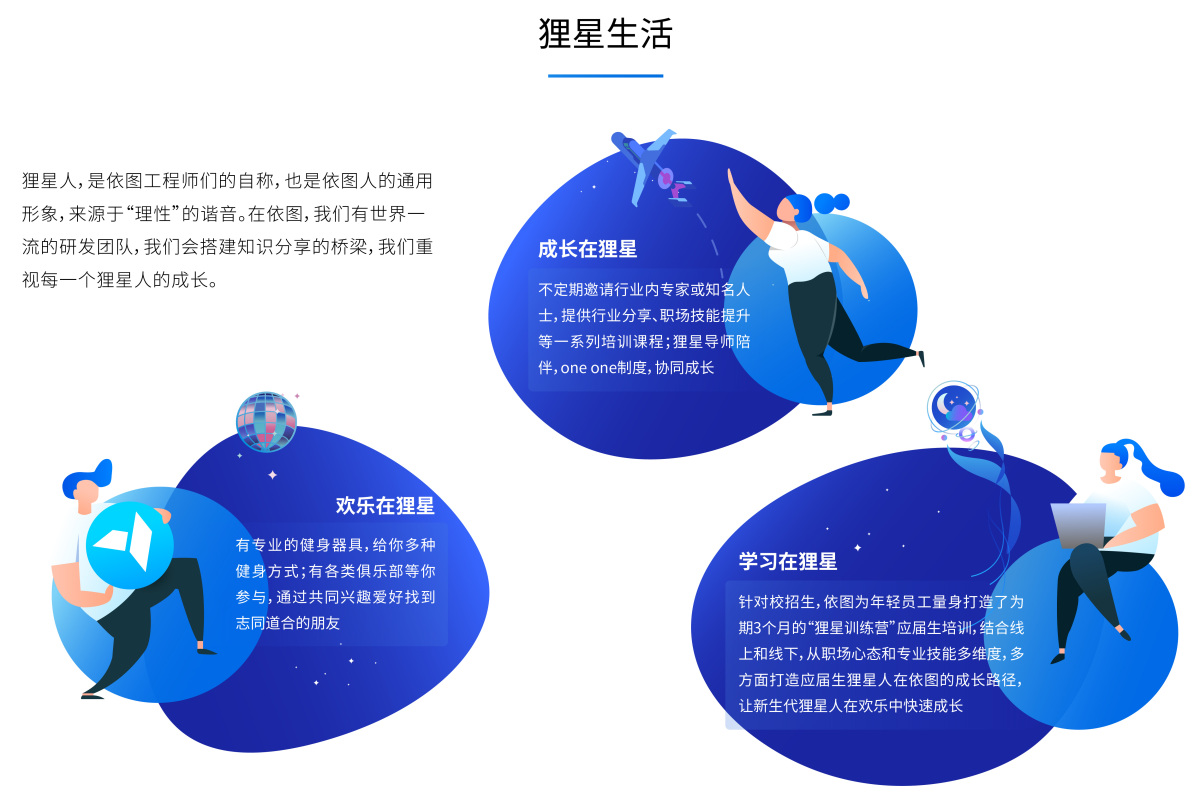 狸星生活
狸星人，是依图工程师们的自称，也是依图人的通用
形象，来源于“理性”的谐音。在依图，我们有世界一
流的研发团队，我们会搭建知识分享的桥梁，我们重
视每一个狸星人的成长。
成长在狸星
不定期邀请行业内专家或知名人
士，提供行业分享、职场技能提升
等一系列培训课程；狸星导师陪
伴，one one制度，协同成长
欢乐在狸星
有专业的健身器具，给你多种
健身方式；有各类俱乐部等你
参与，通过共同兴趣爱好找到
志同道合的朋友
学习在狸星
针对校招生，依图为年轻员工量身打造了为
期3个月的“狸星训练营”应届生培训，结合线
上和线下，从职场心态和专业技能多维度，多
方面打造应届生狸星人在依图的成长路径，
让新生代狸星人在欢乐中快速成长